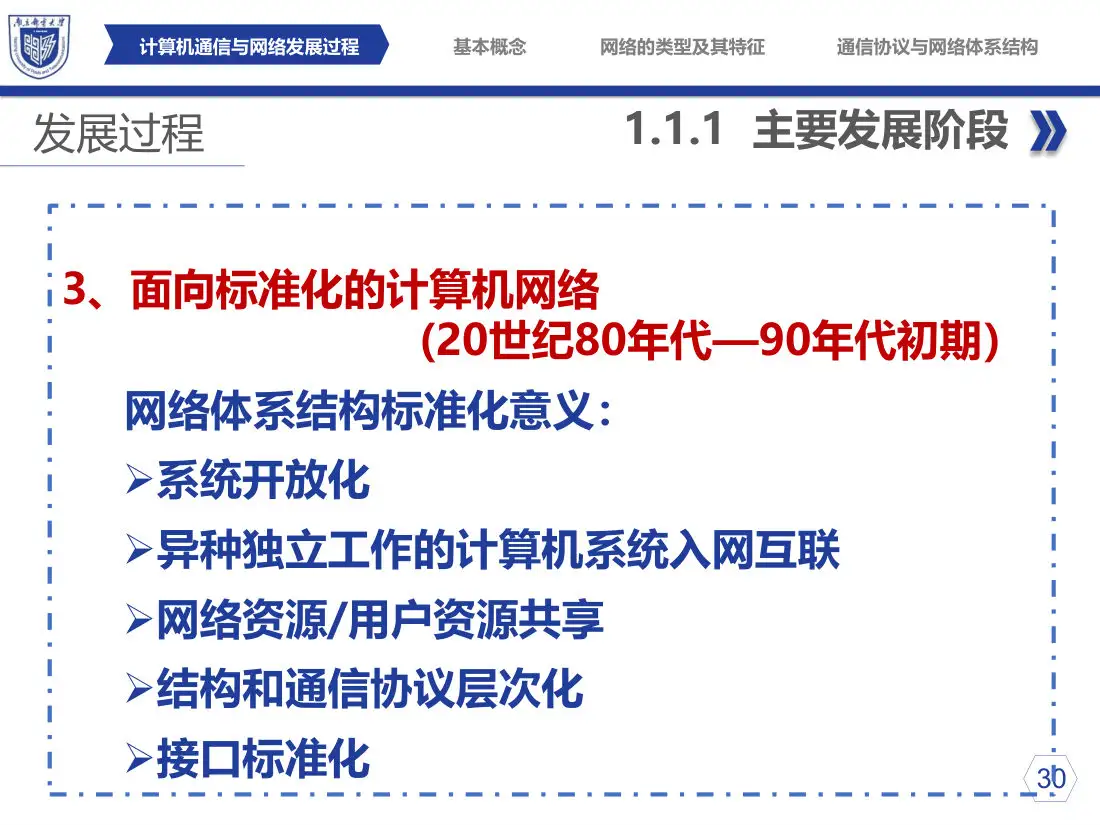 南京邮电大学
计算机通信与网络发展过程
基本概念
网络的类型及其特征
通信协议与网络体系结构
发展过程
1.1.1 主要发展阶段
3、面向标准化的计算机网络
(20世纪80年代—90年代初期)
网络体系结构标准化意义：
➢系统开放化
➢异种独立工作的计算机系统入网互联
➢网络资源/用户资源共享
➢结构和通信协议层次化
➢接口标准化
30